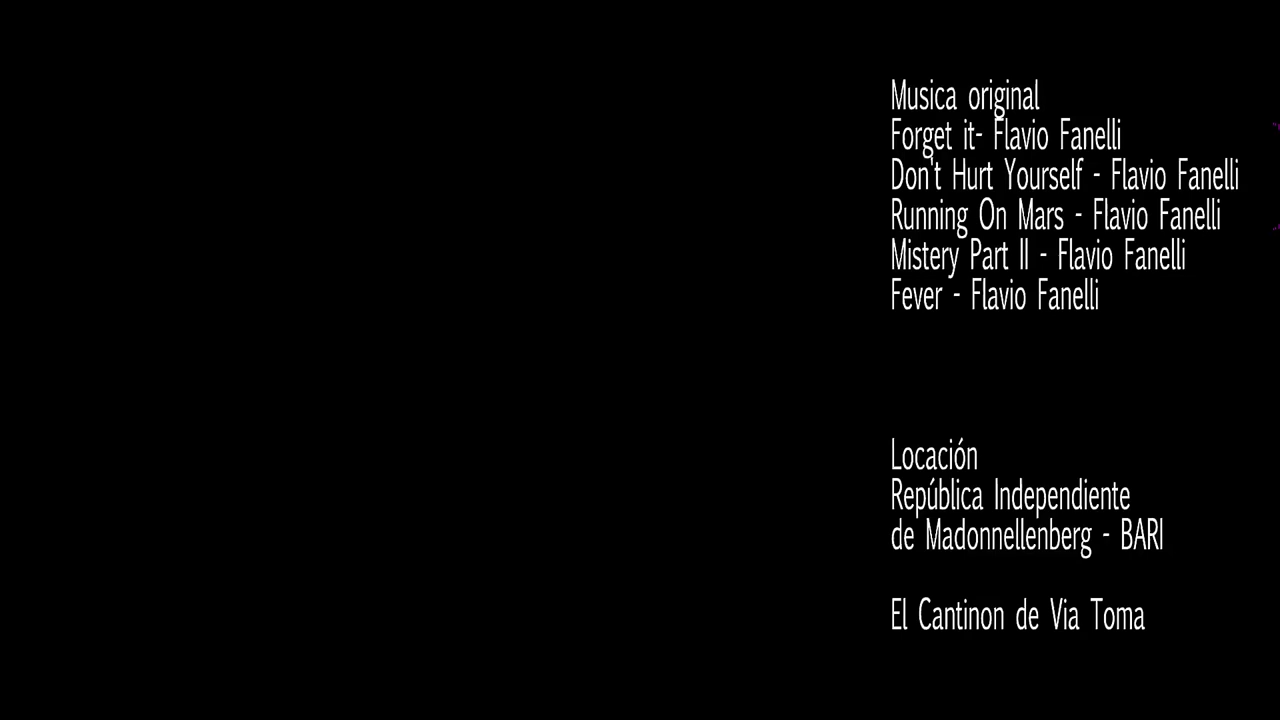 Musica original
Forget it- Flavio Fanelli
Don't Hurt Yourself - Flavio Fanelli
Running On Mars - Flavio Fanelli
Mistery Part II - Flavio Fanelli
Fever - Flavio Fanelli
Locación
República Independiente
de Madonnellenberg - BARI
El Cantinon de Via Toma